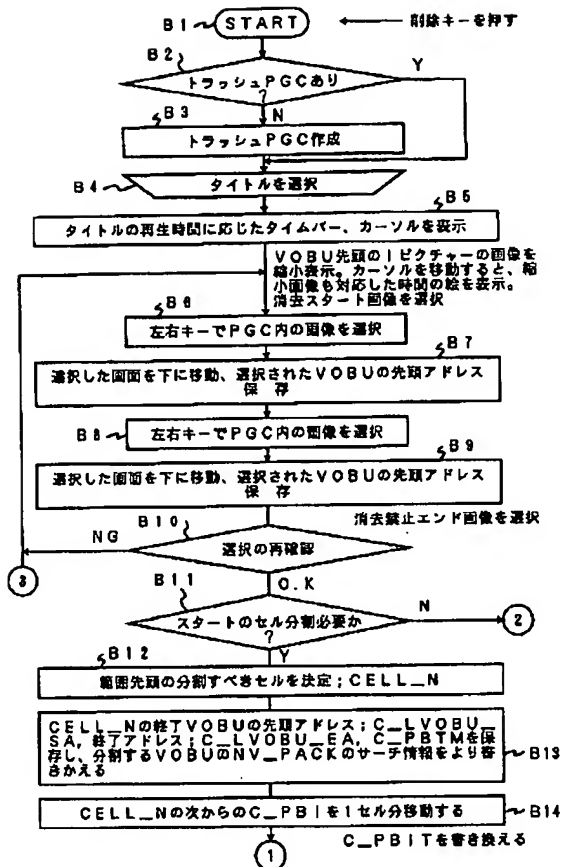 B1 START ← 削除キーを押す
B2
トラッシュPGCあり Y
?
B3 N
トラッシュPGC作成
B4 タイトルを選択
B5
タイトルの再生時間に応じたタイムバー、カーソルを表示
VOBU先頭のIピクチャーの画像を
縮小表示。カーソルを移動すると、縮
小画像も対応した時間の絵を表示。
消去スタート画像を選択
B6
左右キーでPGC内の画像を選択
B7
選択した画面を下に移動、選択されたVOBUの先頭アドレス
保存
B8 左右キーでPGC内の画像を選択
B9
選択した画面を下に移動、選択されたVOBUの先頭アドレス
保存
消去禁止エンド画像を選択
B10
NG 選択の再確認
3
O.K
B11
スタートのセル分割必要か N 2
?
B12 Y
範囲先頭の分割すべきセルを決定;CELL_N
CELL_Nの終了VOBUの先頭アドレス;C_LVOBU_
SA,終了アドレス;C_LVOBU_EA,C_PBTMを保
存し、分割するVOBUのNV_PACKのサーチ情報をより書
きかえる
B13
CELL_Nの次からのC_PBIを1セル分移動する B14
C_PBITを書き換える
1